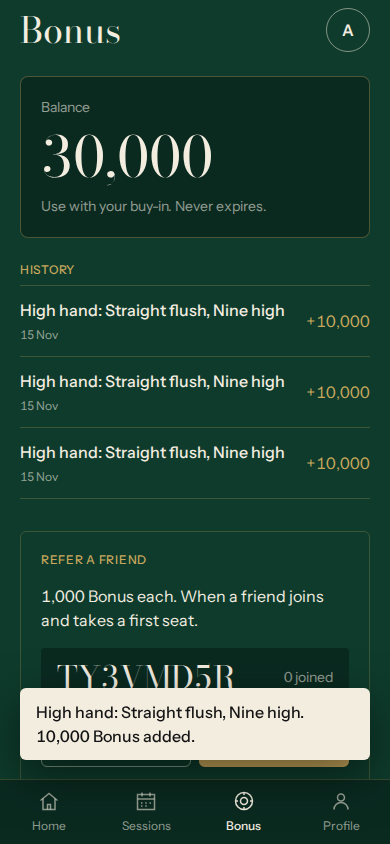 Bonus
A
Balance
30,000
Use with your buy-in. Never expires.
HISTORY
High hand: Straight flush, Nine high
+10,000
15 Nov
High hand: Straight flush, Nine high
+10,000
15 Nov
High hand: Straight flush, Nine high
+10,000
15 Nov
REFER A FRIEND
1,000 Bonus each. When a friend joins
and takes a first seat.
TY3VMD5R
0 joined
High hand: Straight flush, Nine high.
10,000 Bonus added.
Home
Sessions
Bonus
Profile